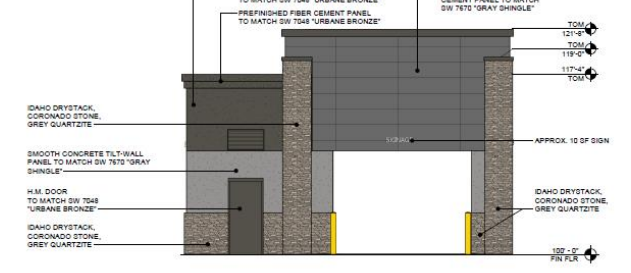 TO MATCH SW 7048 "URBANE BRONZE"
PREFINISHED FIBER CEMENT PANEL
TO MATCH SW 7048 "URBANE BRONZE"
CEMENT PANEL TO MATCH
SW 7670 "GRAY SHINGLE"
TOM
121'-8"
TOM
119'-0"
117'-4"
TOM
IDAHO DRYSTACK,
CORONADO STONE,
GREY QUARTZITE
SIGNAGE
APPROX. 10 SF SIGN
SMOOTH CONCRETE TILT-WALL
PANEL TO MATCH SW 7670 "GRAY
SHINGLE"
H.M. DOOR
TO MATCH SW 7048
"URBANE BRONZE"
IDAHO DRYSTACK,
CORONADO STONE,
GREY QUARTZITE
IDAHO DRYSTACK,
CORONADO STONE,
GREY QUARTZITE
100' - 0"
FIN FLR